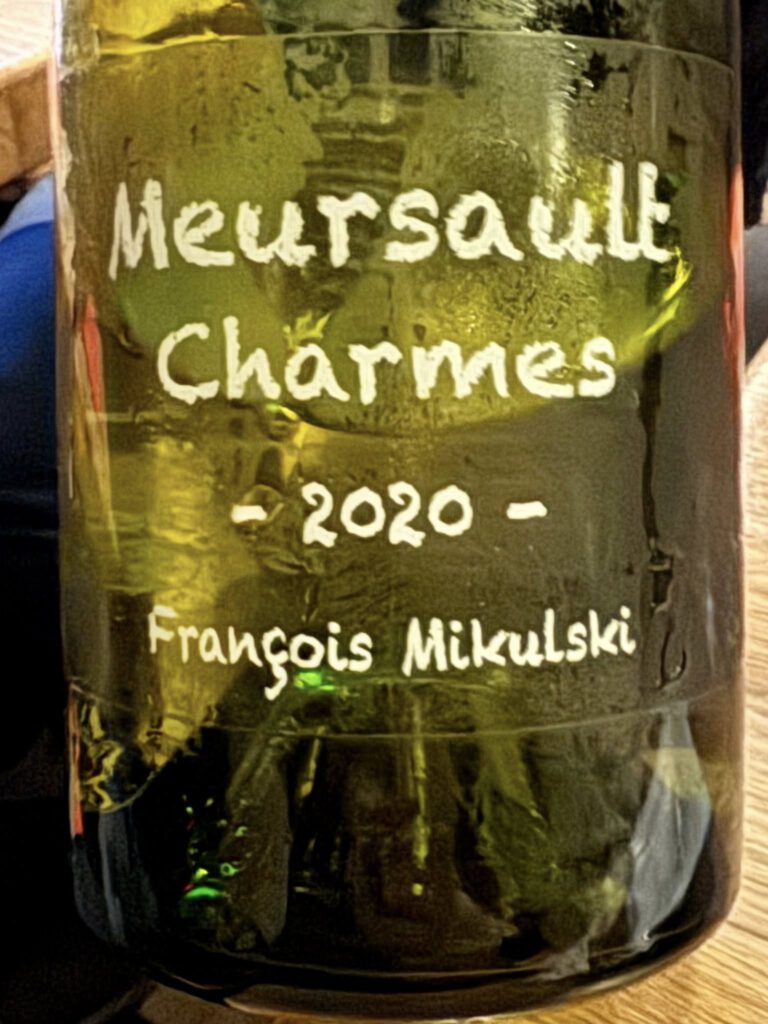 Meursault
Charmes
- 2020 -
François Mikulski